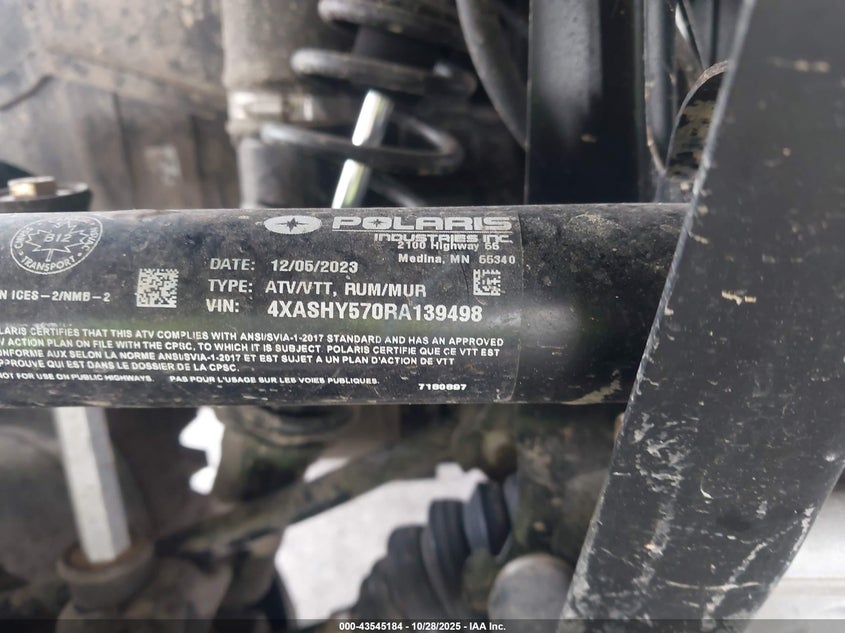 POLARIS
INDUSTRIES INC.
2100 Highway 55
Medina, MN 55340
812
TRANSPORT
DATE: 12/05/2023
TYPE: ATV/VTT, RUM/MUR
VIN: 4XASHY570RA139498
N ICES-2/NMB-2
LARIS CERTIFIES THAT THIS ATV COMPLIES WITH ANSI/SVIA-1-2017 STANDARD AND HAS AN APPROVED
ACTION PLAN ON FILE WITH THE CPSC, TO WHICH IT IS SUBJECT. POLARIS CERTIFIE QUE CE VTT EST
NFORME AUX SELON LA NORME ANSI/SVIA-1-2017 ET EST SUJET A UN PLAN D'ACTION DE VTT
PPROUVÉ QUI EST DANS LE DOSSIER DE LA CPSC.
NOT FOR USE ON PUBLIC HIGHWAYS. PAS POUR L'USAGE SUR LES VOIES PUBLIQUES.
7180897
000-43545184 - 10/28/2025 - IAA Inc.